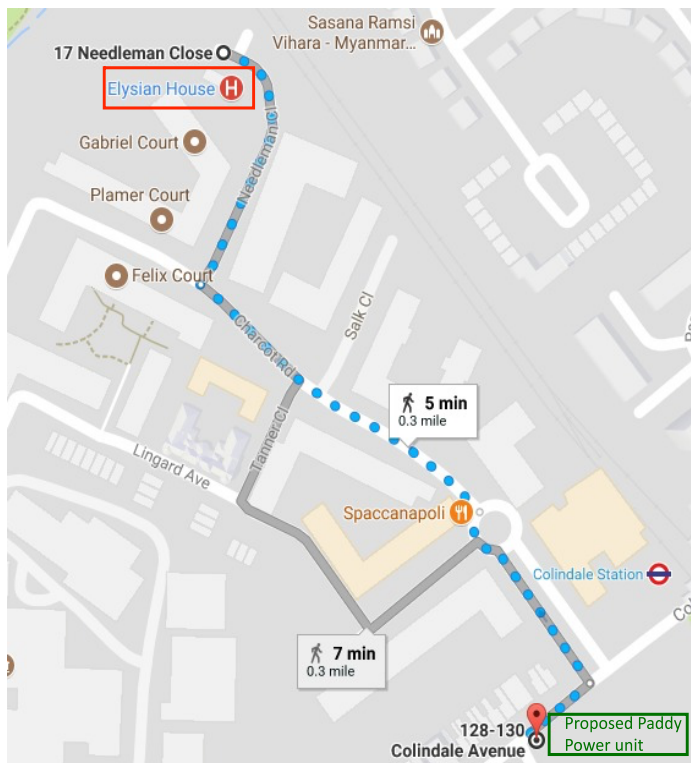 Sasana Ramsi
Vihara - Myanmar...
17 Needleman Close
Elysian House H
Gabriel Court
Needleman Cl
Plamer Court
Felix Court
Salk Cl
Charcot Rd
5 min
0.3 mile
Tanner Cl
Lingard Ave
Spaccanapoli
Colindale Station
Col
7 min
0.3 mile
128-130
Colindale Avenue
Proposed Paddy
Power unit